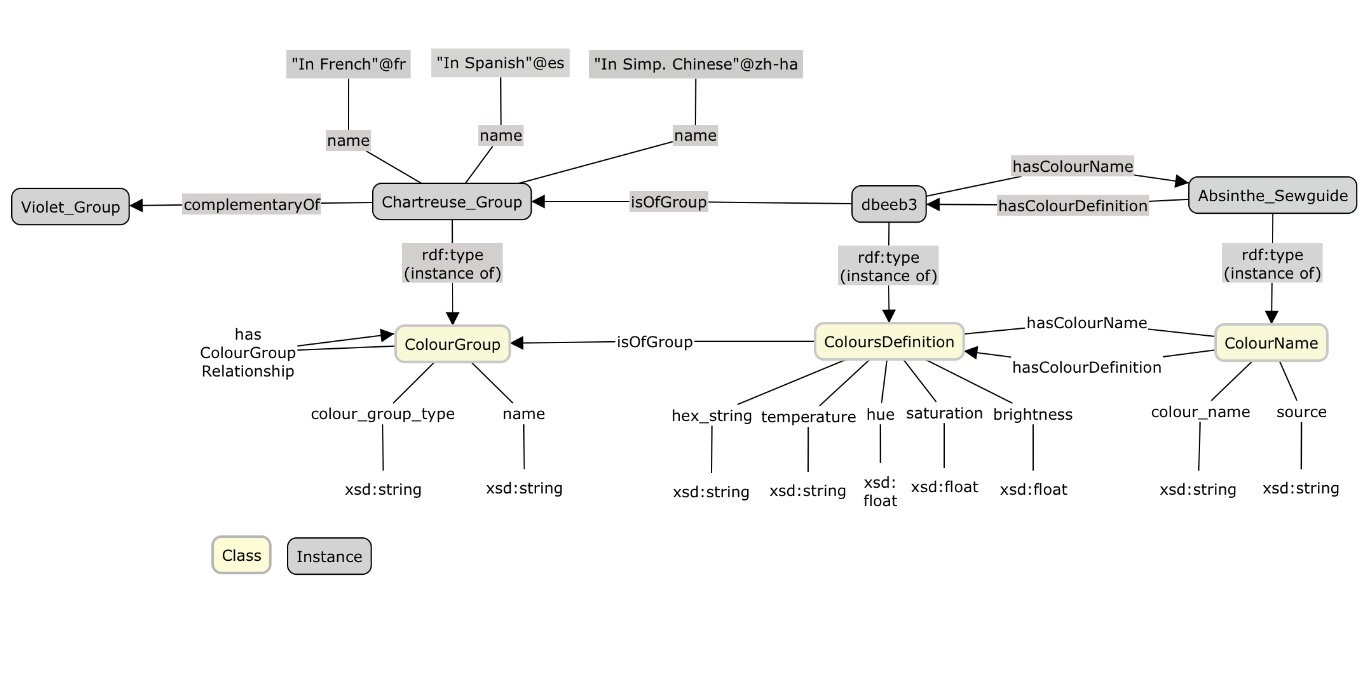 "In French"@fr
"In Spanish"@es
"In Simp. Chinese"@zh-ha
name
name
name
hasColourName
Violet_Group
complementaryOf
Chartreuse_Group
isOfGroup
dbeeb3
hasColourDefinition
Absinthe_Sewguide
rdf:type
(instance of)
rdf:type
(instance of)
rdf:type
(instance of)
has
ColourGroup
Relationship
ColourGroup
isOfGroup
ColoursDefinition
hasColourName
hasColourDefinition
ColourName
colour_group_type
name
hex_string
temperature
hue
saturation
brightness
colour_name
source
xsd:string
xsd:string
xsd:string
xsd:string
xsd:
float
xsd:float
xsd:float
xsd:string
xsd:string
Class
Instance